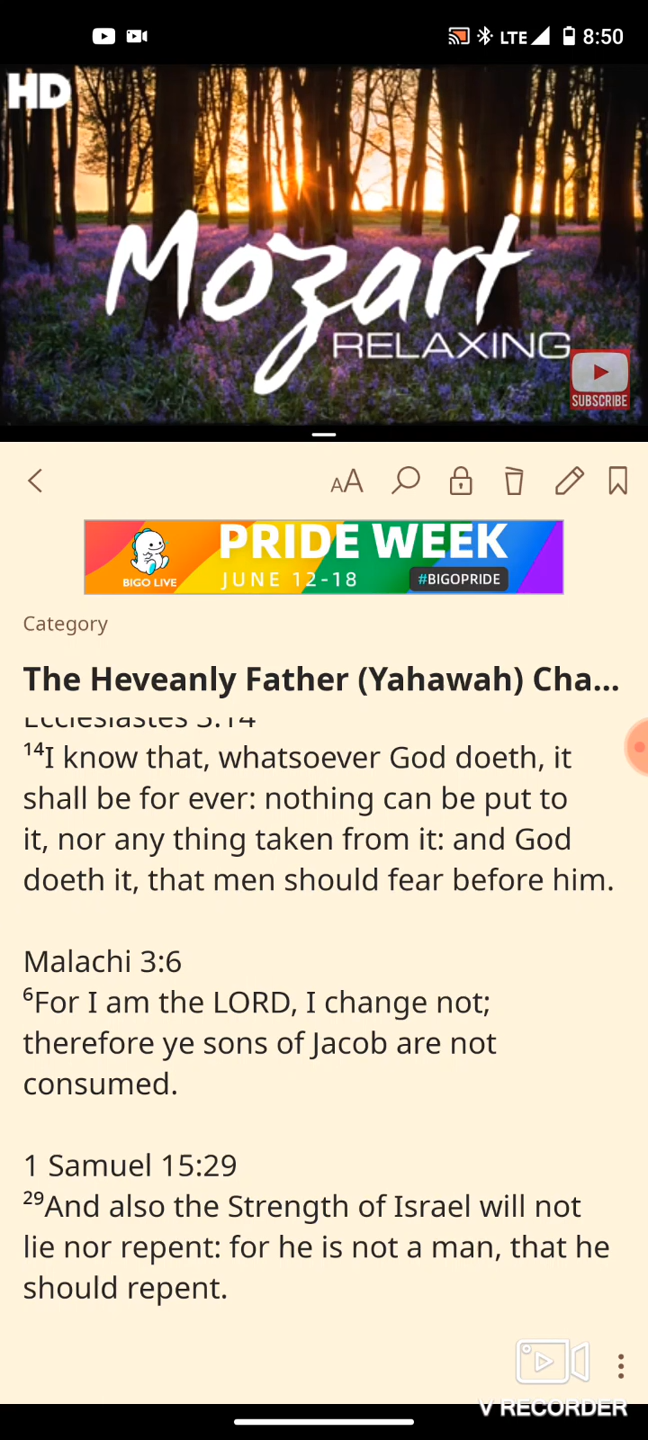 LTE 8:50
HD
Mozart
RELAXING
SUBSCRIBE
AA
PRIDE WEEK
BIGO LIVE
JUNE 12-18
#BIGOPRIDE
Category
The Heveanly Father (Yahawah) Cha...
Ecclesiastes 3:14
¹⁴I know that, whatsoever God doeth, it
shall be for ever: nothing can be put to
it, nor any thing taken from it: and God
doeth it, that men should fear before him.
Malachi 3:6
⁶For I am the LORD, I change not;
therefore ye sons of Jacob are not
consumed.
1 Samuel 15:29
²⁹And also the Strength of Israel will not
lie nor repent: for he is not a man, that he
should repent.
V RECORDER